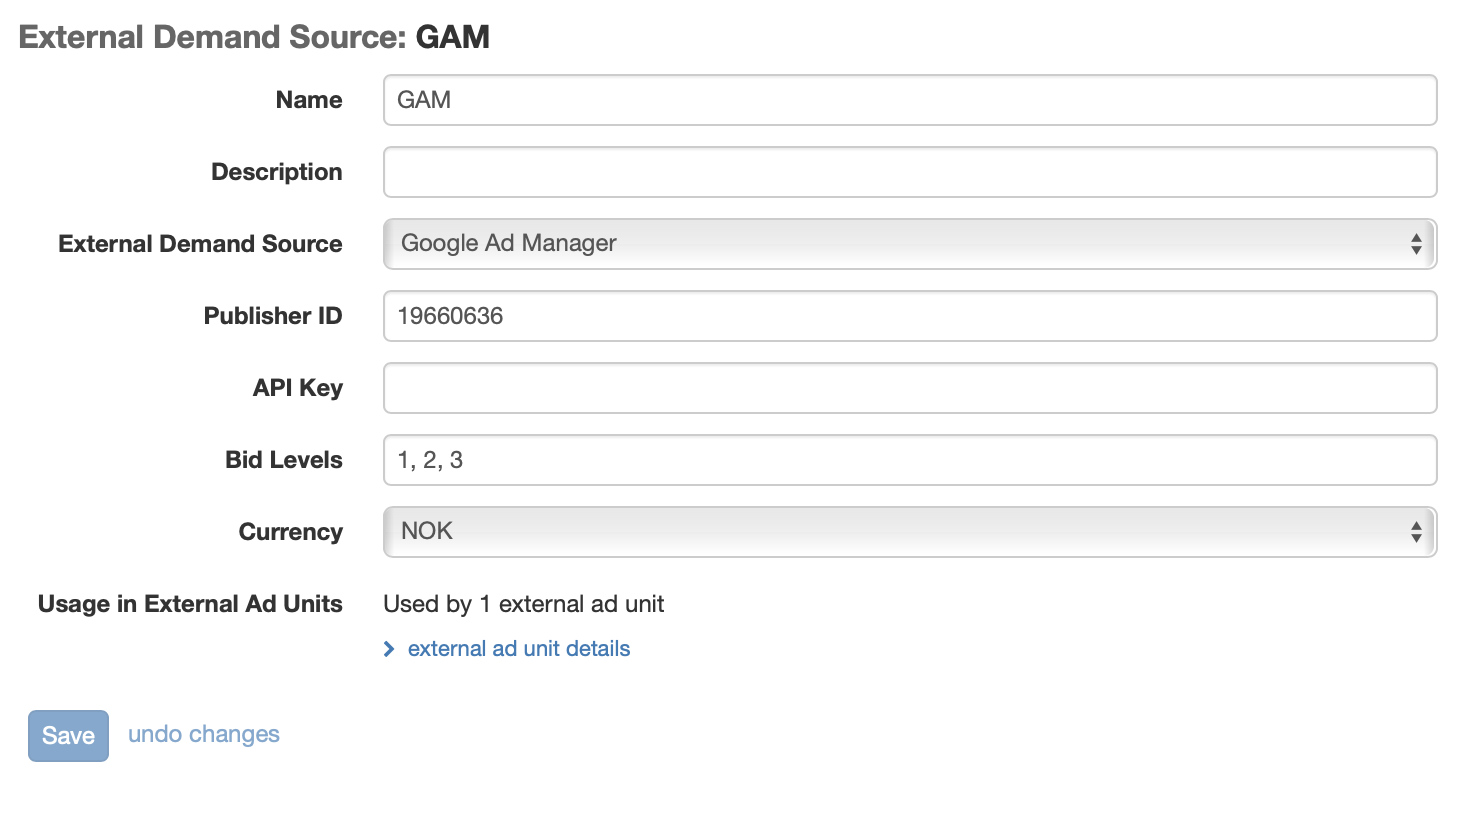 External Demand Source: GAM
Name GAM
Description
External Demand Source Google Ad Manager
Publisher ID 19660636
API Key
Bid Levels 1, 2, 3
Currency NOK
Usage in External Ad Units Used by 1 external ad unit
external ad unit details
Save undo changes